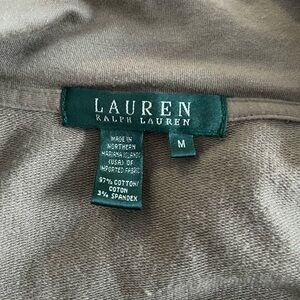 LAUREN
RALPH LAUREN
M
MADE IN
NORTHERN
MARIANA ISLANDS
(USA) OF
IMPORTED FABRIC
97% COTTON/
COTON
3% SPANDEX